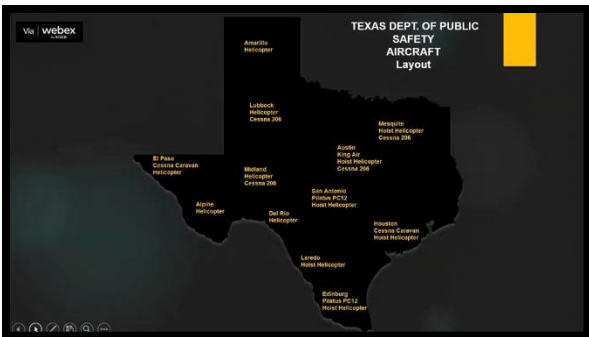 Via webex
TEXAS DEPT. OF PUBLIC
SAFETY
AIRCRAFT
Layout
Amarillo
Helicopter
Lubbock
Helicopter
Cessna 206
Mesquite
Hoist Helicopter
Cessna 206
Austin
King Air
Hoist Helicopter
Cessna 206
El Paso
Cessna Caravan
Helicopter
Midland
Helicopter
Cessna 206
San Antonio
Pilatus PC12
Hoist Helicopter
Alpine
Helicopter
Del Rio
Helicopter
Houston
Cessna Caravan
Hoist Helicopter
Laredo
Hoist Helicopter
Edinburg
Pilatus PC12
Hoist Helicopter